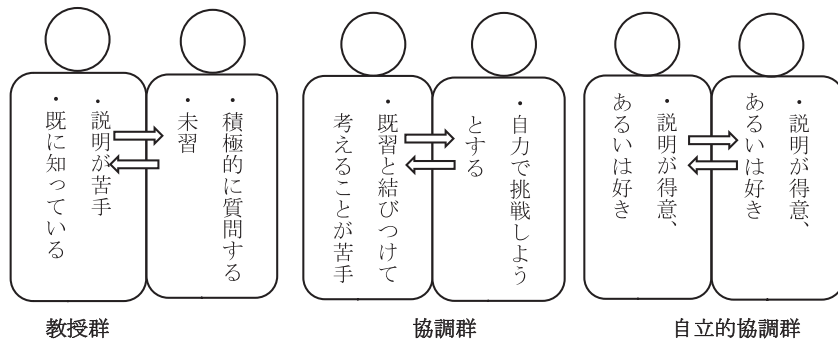 ・説明が苦手
・既に知っている
・積極的に質問する
・未習
教授群
・既習と結びつけて
考えることが苦手
・自力で挑戦しよう
とする
協調群
・説明が得意、
あるいは好き
・説明が得意、
あるいは好き
自立的協調群